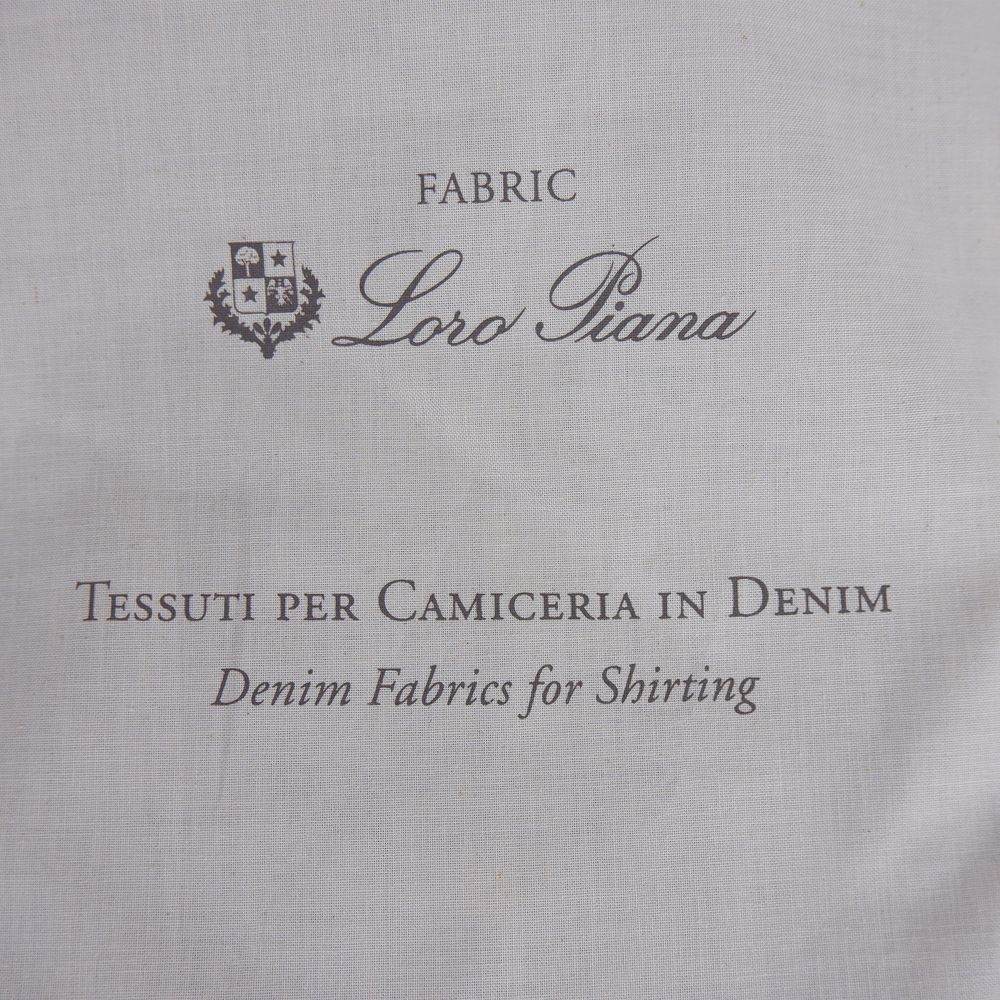 FABRIC
Loro Piana
TESSUTI PER CAMICERIA IN DENIM
Denim Fabrics for Shirting